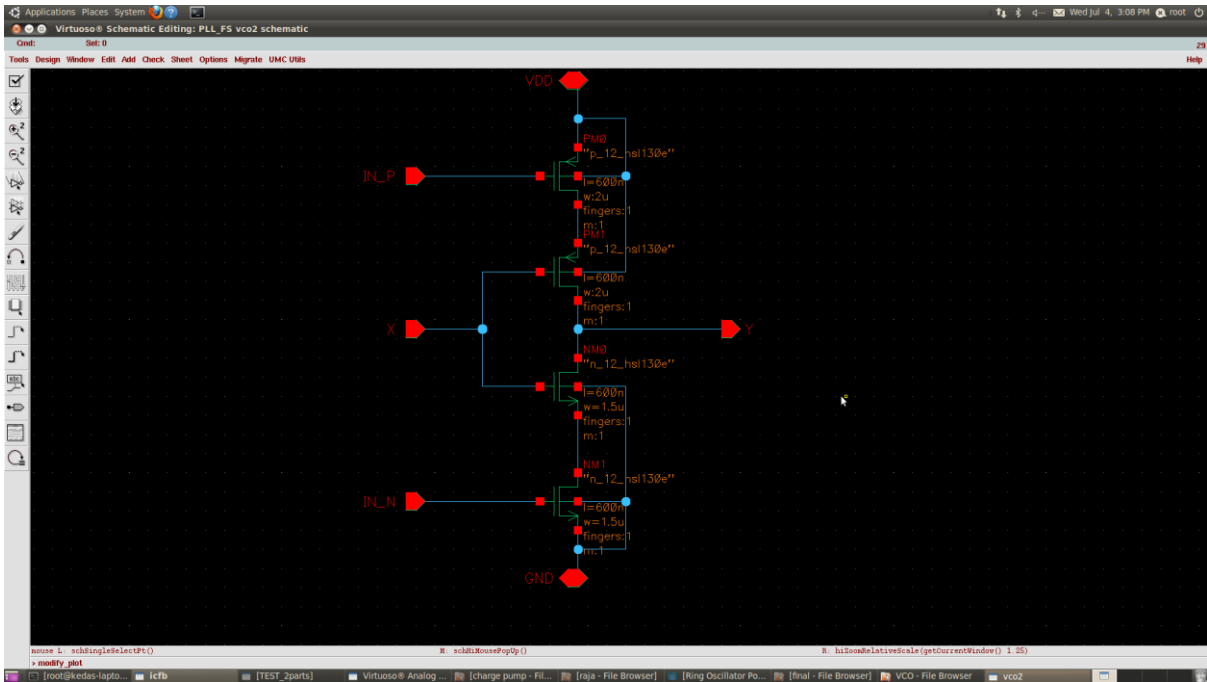 Applications Places System
Wed Jul 4, 3:08 PM root
Virtuoso® Schematic Editing: PLL_FS vco2 schematic
Cmd: Sel: 0
29
Tools Design Window Edit Add Check Sheet Options Migrate UMC Utils Help
VDD
PM0
"p_12_hsl130e"
IN_P
l=600n
w:2u
fingers:1
m:1
PM1
"p_12_hsl130e"
l=600n
w:2u
fingers:1
m:1
X
Y
NM0
"n_12_hsl130e"
l=600n
w=1.5u
fingers:1
m:1
NM1
"n_12_hsl130e"
IN_N
l=600n
w=1.5u
fingers:1
m:1
GND
mouse L: schSingleSelectPt() M: schHiMousePopUp() R: hiZoomRelativeScale(getCurrentWindow() 1.25)
> modify_plot
[root@kedas-lapto... icfb [TEST_2parts] Virtuoso® Analog ... [charge pump - Fil... [raja - File Browser] [Ring Oscillator Po... [final - File Browser] VCO - File Browser vco2